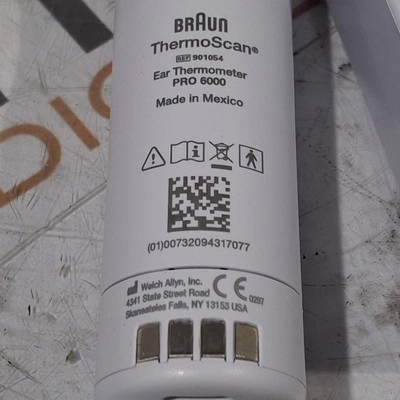 BRAUN
ThermoScan®
REF 901054
Ear Thermometer
PRO 6000
Made in Mexico
(01)00732094317077
Welch Allyn, Inc.
4341 State Street Road
Skaneateles Falls, NY 13153 USA
CE 0297